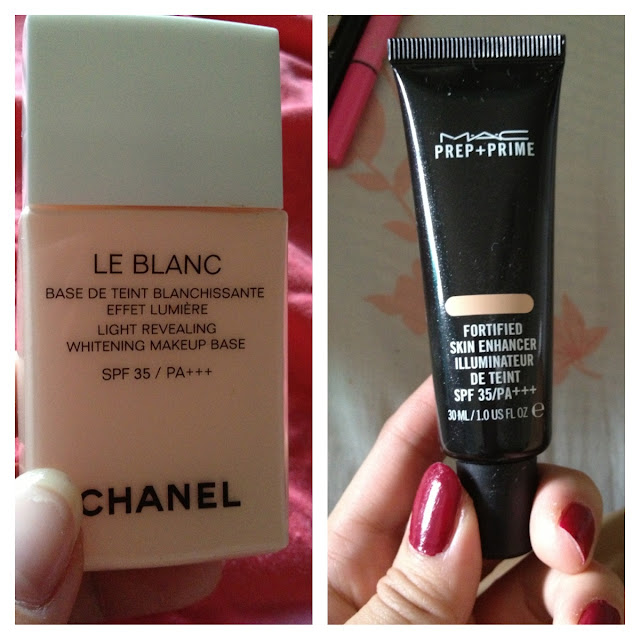 LE BLANC
BASE DE TEINT BLANCHISSANTE
EFFET LUMIÈRE
LIGHT REVEALING
WHITENING MAKEUP BASE
SPF 35 / PA+++
CHANEL
MAC
PREP+PRIME
FORTIFIED
SKIN ENHANCER
ILLUMINATEUR
DE TEINT
SPF 35/PA+++
30 ML / 1.0 US FL OZ ℮